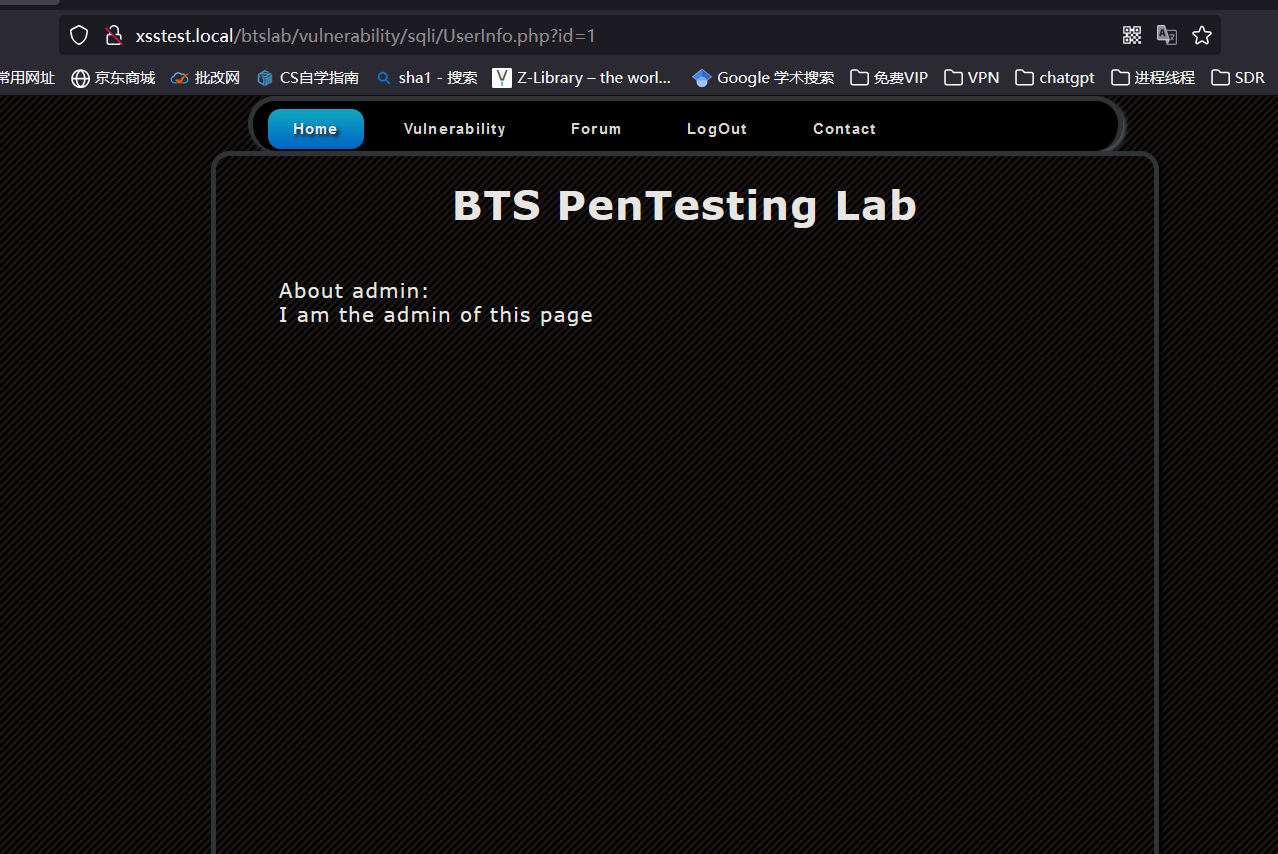 xsstest.local/btslab/vulnerability/sqli/UserInfo.php?id=1
常用网址 京东商城 批改网 CS自学指南 sha1 - 搜索 Z-Library – the worl... Google 学术搜索 免费VIP VPN chatgpt 进程线程 SDR
Home Vulnerability Forum LogOut Contact
BTS PenTesting Lab
About admin:
I am the admin of this page